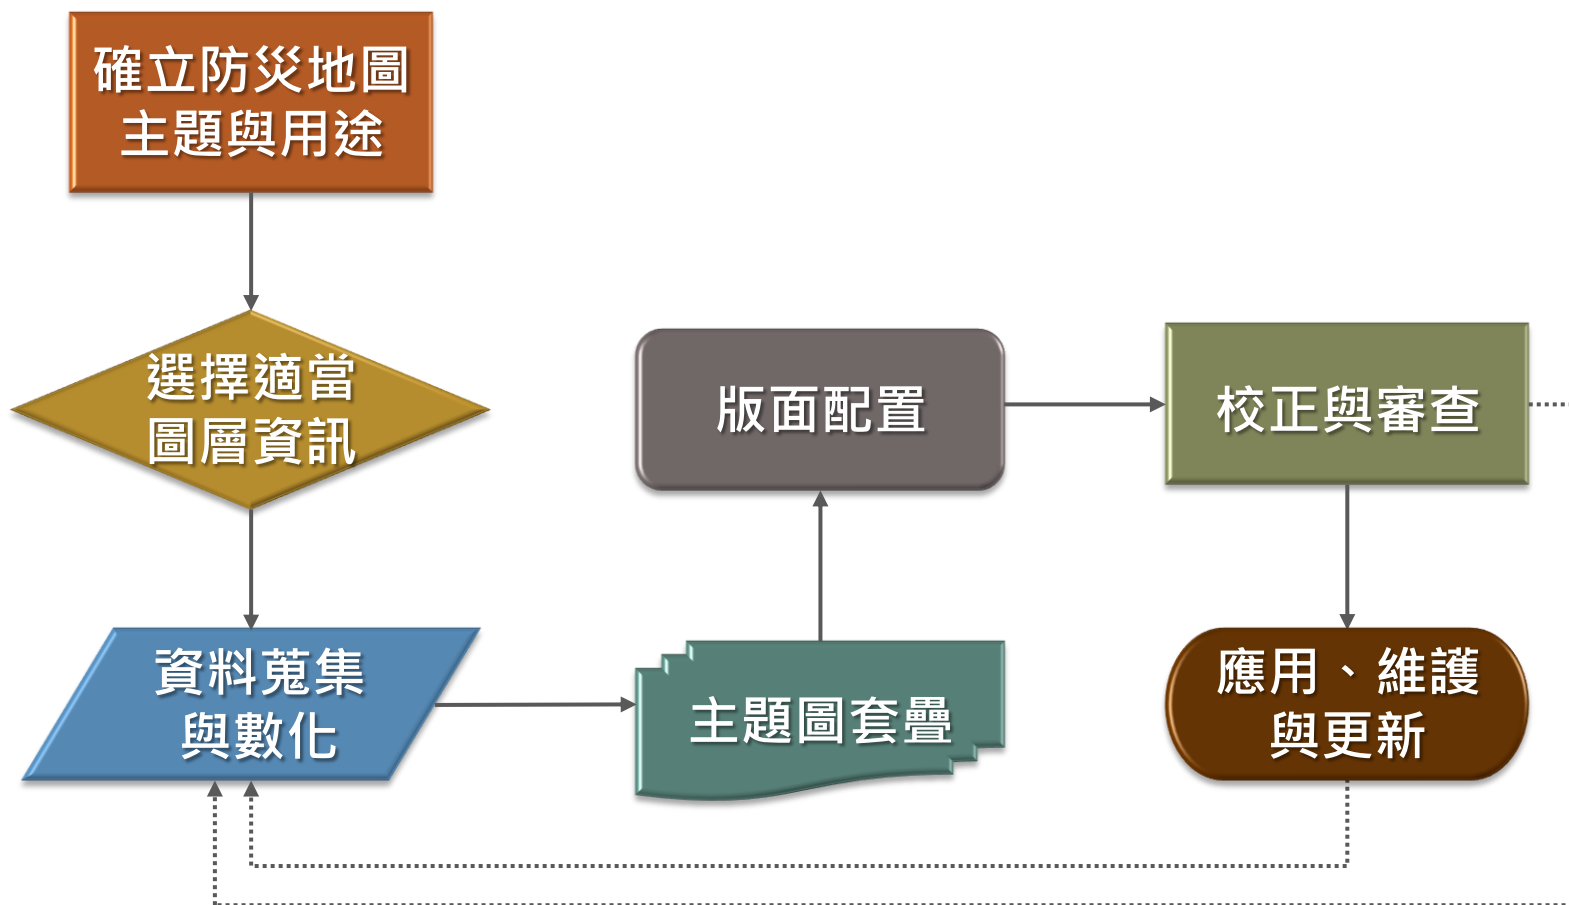 確立防災地圖
主題與用途
選擇適當
圖層資訊
資料蒐集
與數化
主題圖套疊
版面配置
校正與審查
應用、維護
與更新